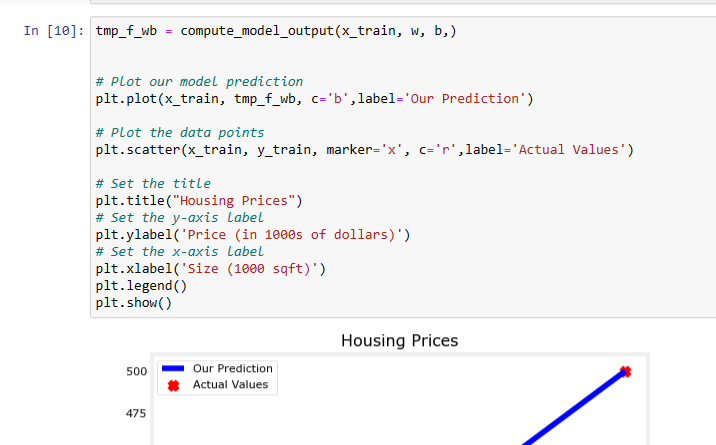 In [10]: tmp_f_wb = compute_model_output(x_train, w, b,)
# Plot our model prediction
plt.plot(x_train, tmp_f_wb, c='b',label='Our Prediction')
# Plot the data points
plt.scatter(x_train, y_train, marker='x', c='r',label='Actual Values')
# Set the title
plt.title("Housing Prices")
# Set the y-axis label
plt.ylabel('Price (in 1000s of dollars)')
# Set the x-axis label
plt.xlabel('Size (1000 sqft)')
plt.legend()
plt.show()
Housing Prices
500
Our Prediction
Actual Values
475